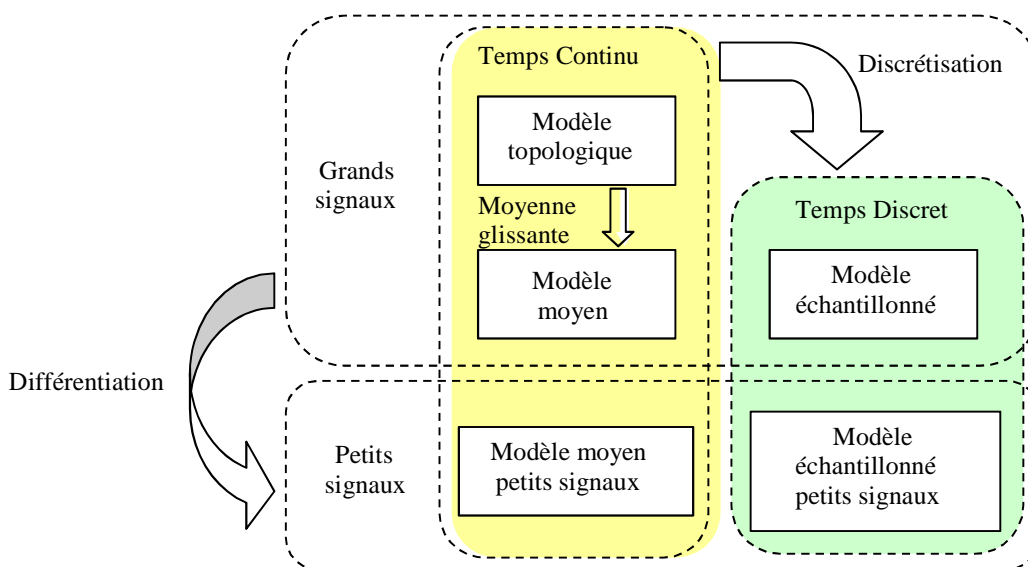 Temps Continu
Discrétisation
Modèle
topologique
Grands
signaux
Moyenne
glissante
Temps Discret
Modèle
moyen
Modèle
échantillonné
Différentiation
Petits
signaux
Modèle moyen
petits signaux
Modèle
échantillonné
petits signaux